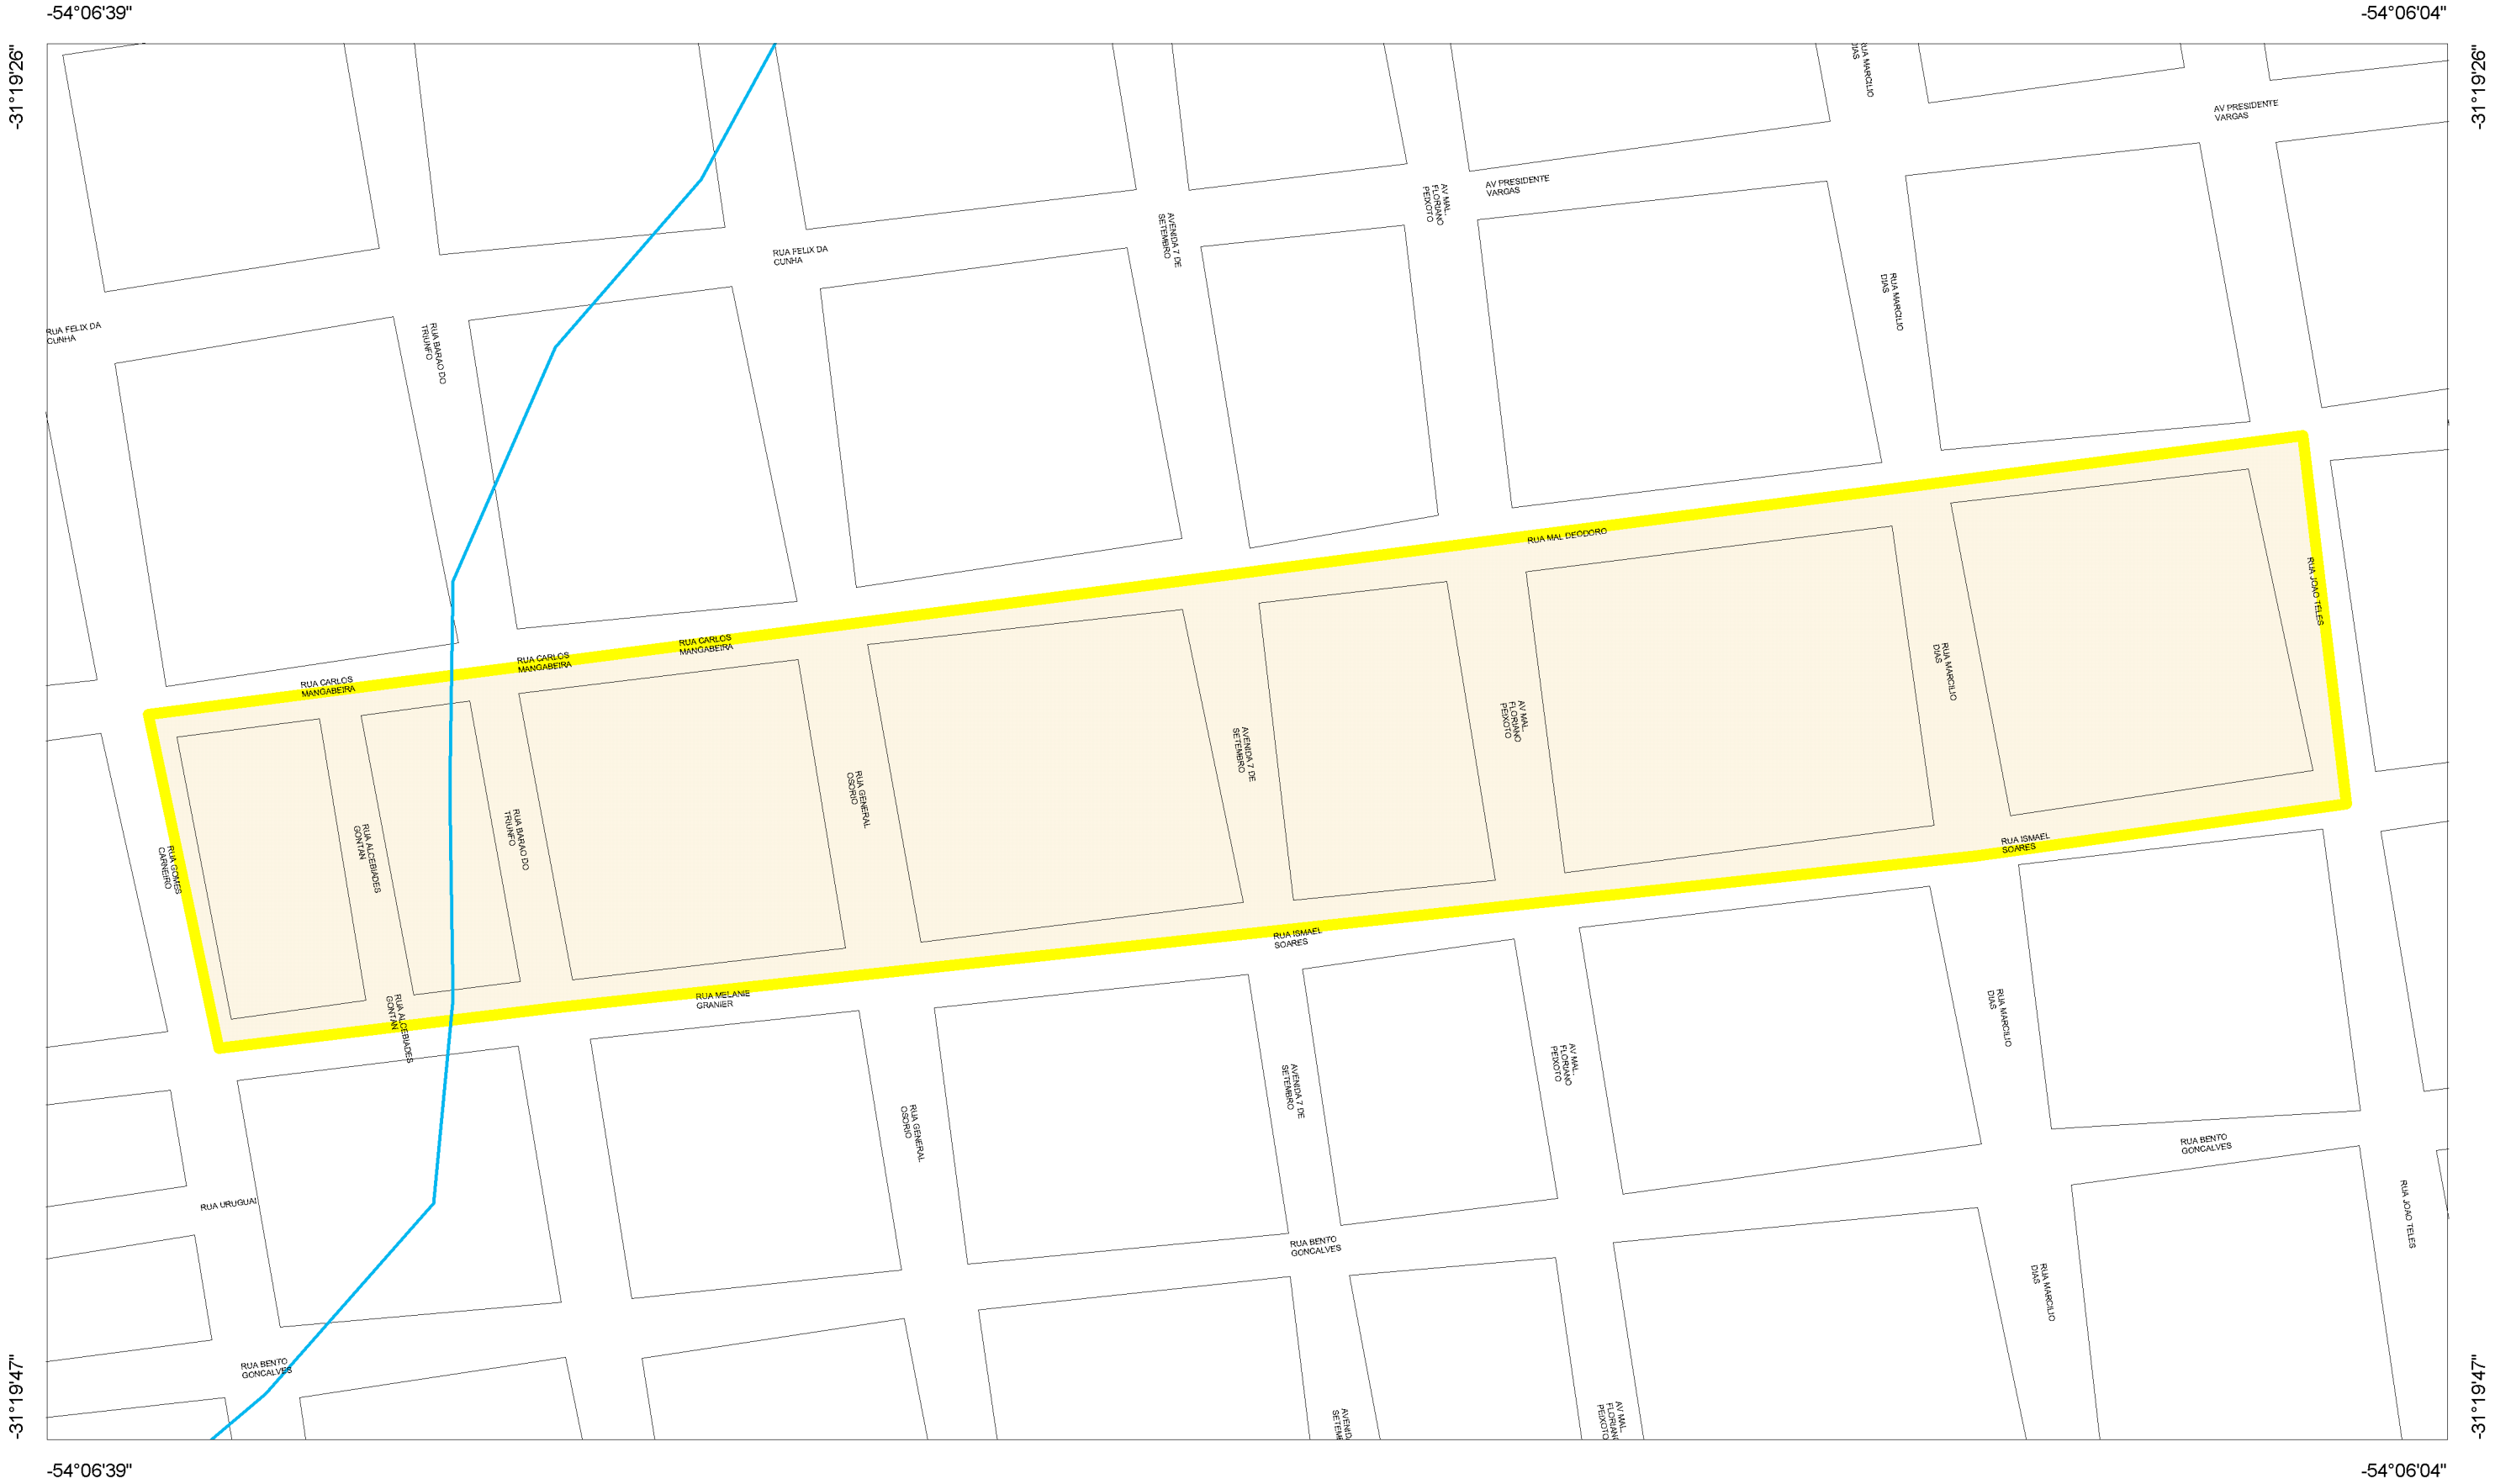 -54°06'39"
-54°06'04"
-31°19'26"
-31°19'26"
RUA MARCILIO
DIAS
AV PRESIDENTE
VARGAS
AV PRESIDENTE
VARGAS
AV MAL.
FLORIANO
PEIXOTO
AVENIDA 7 DE
SETEMBRO
RUA FELIX DA
CUNHA
RUA MARCILIO
DIAS
RUA FELIX DA
CUNHA
RUA BARAO DO
TRIUNFO
RUA MAL DEODORO
RUA JOAO TELES
RUA CARLOS
MANGABEIRA
RUA CARLOS
MANGABEIRA
RUA CARLOS
MANGABEIRA
RUA MARCILIO
DIAS
AV MAL.
FLORIANO
PEIXOTO
AVENIDA 7 DE
SETEMBRO
RUA GENERAL
OSORIO
RUA BARAO DO
TRIUNFO
RUA ALCEBIADES
GONTAN
RUA GOMES
CARNEIRO
RUA ISMAEL
SOARES
RUA ISMAEL
SOARES
RUA MELANIE
GRANIER
RUA ALCEBIADES
GONTAN
RUA MARCILIO
DIAS
AV MAL.
FLORIANO
PEIXOTO
AVENIDA 7 DE
SETEMBRO
RUA GENERAL
OSORIO
RUA BENTO
GONCALVES
RUA URUGUAI
RUA JOAO TELES
RUA BENTO
GONCALVES
RUA MARCILIO
DIAS
RUA BENTO
GONCALVES
AVENID
SETEME
AV MAL.
FLORIAN
PEIXOTO
-31°19'47"
-31°19'47"
-54°06'39"
-54°06'04"